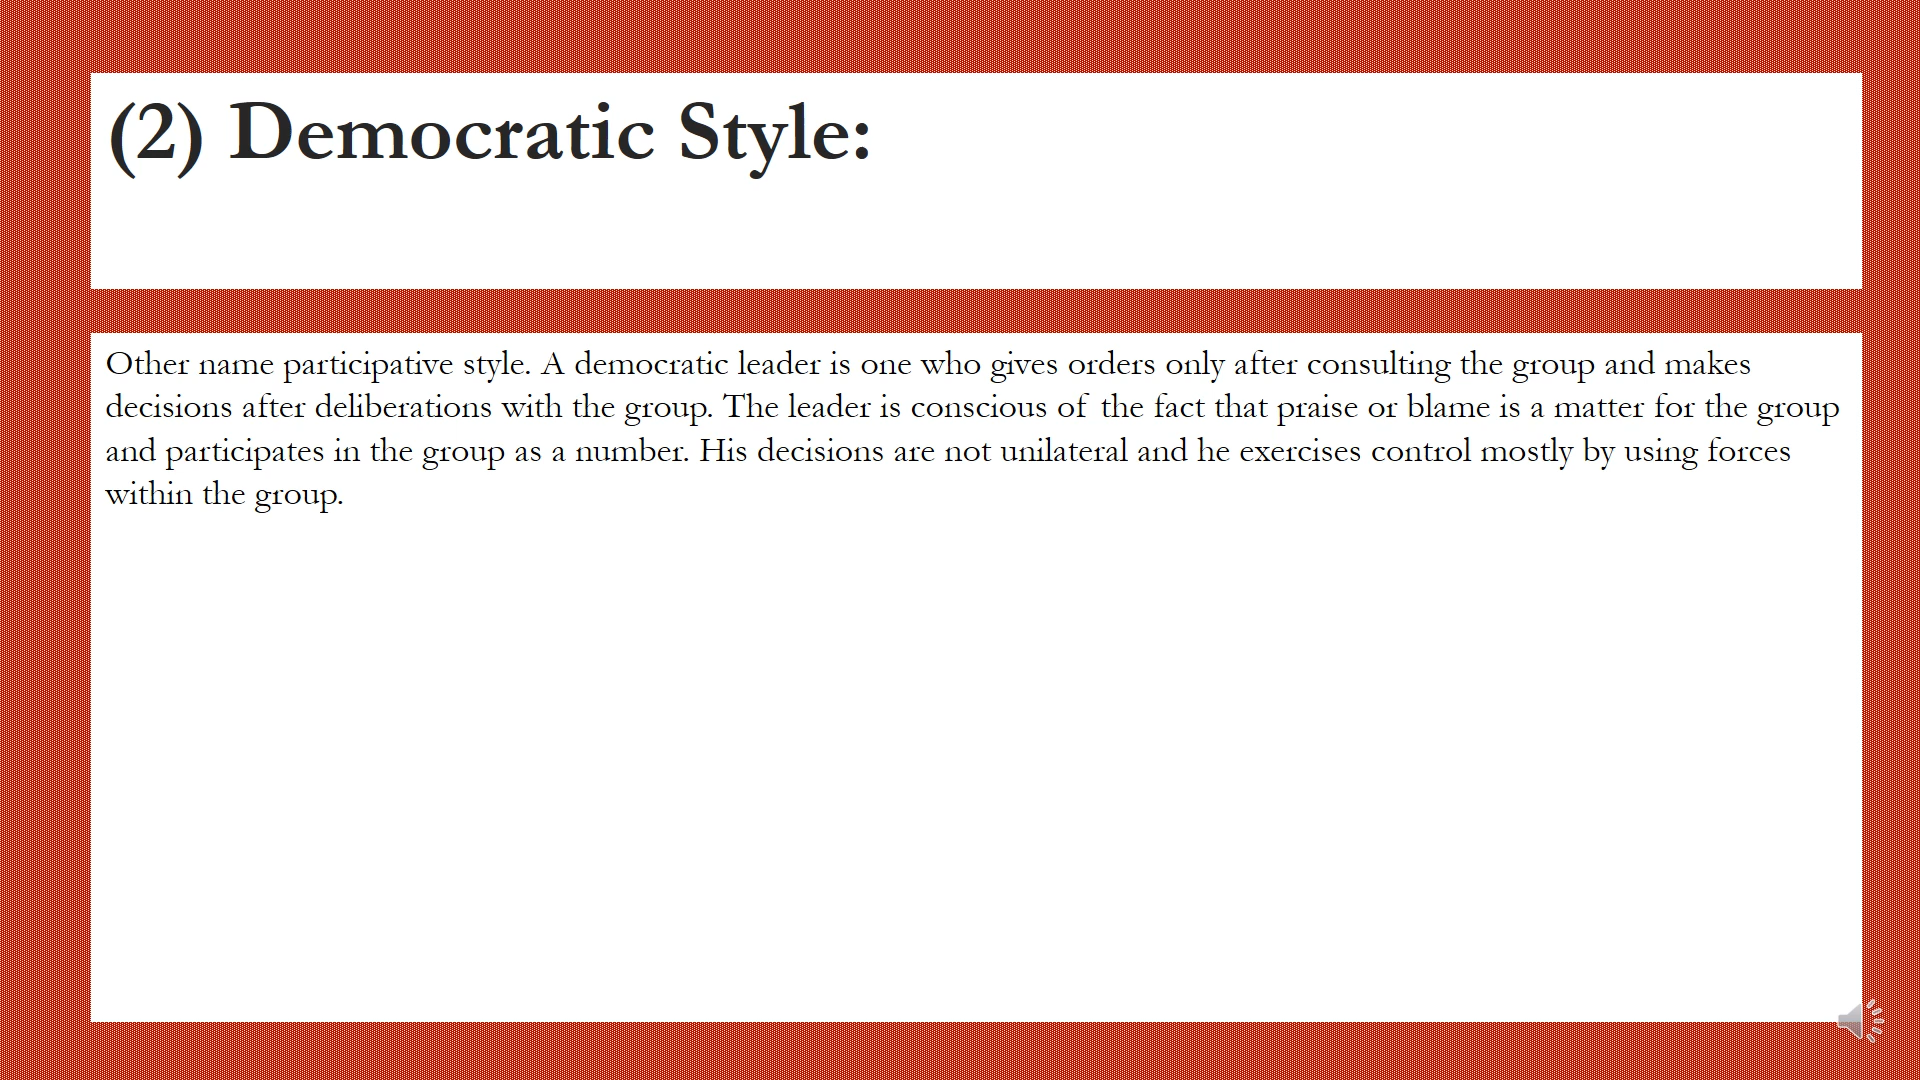 (2) Democratic Style:
Other name participative style. A democratic leader is one who gives orders only after consulting the group and makes
decisions after deliberations with the group. The leader is conscious of the fact that praise or blame is a matter for the group
and participates in the group as a number. His decisions are not unilateral and he exercises control mostly by using forces
within the group.